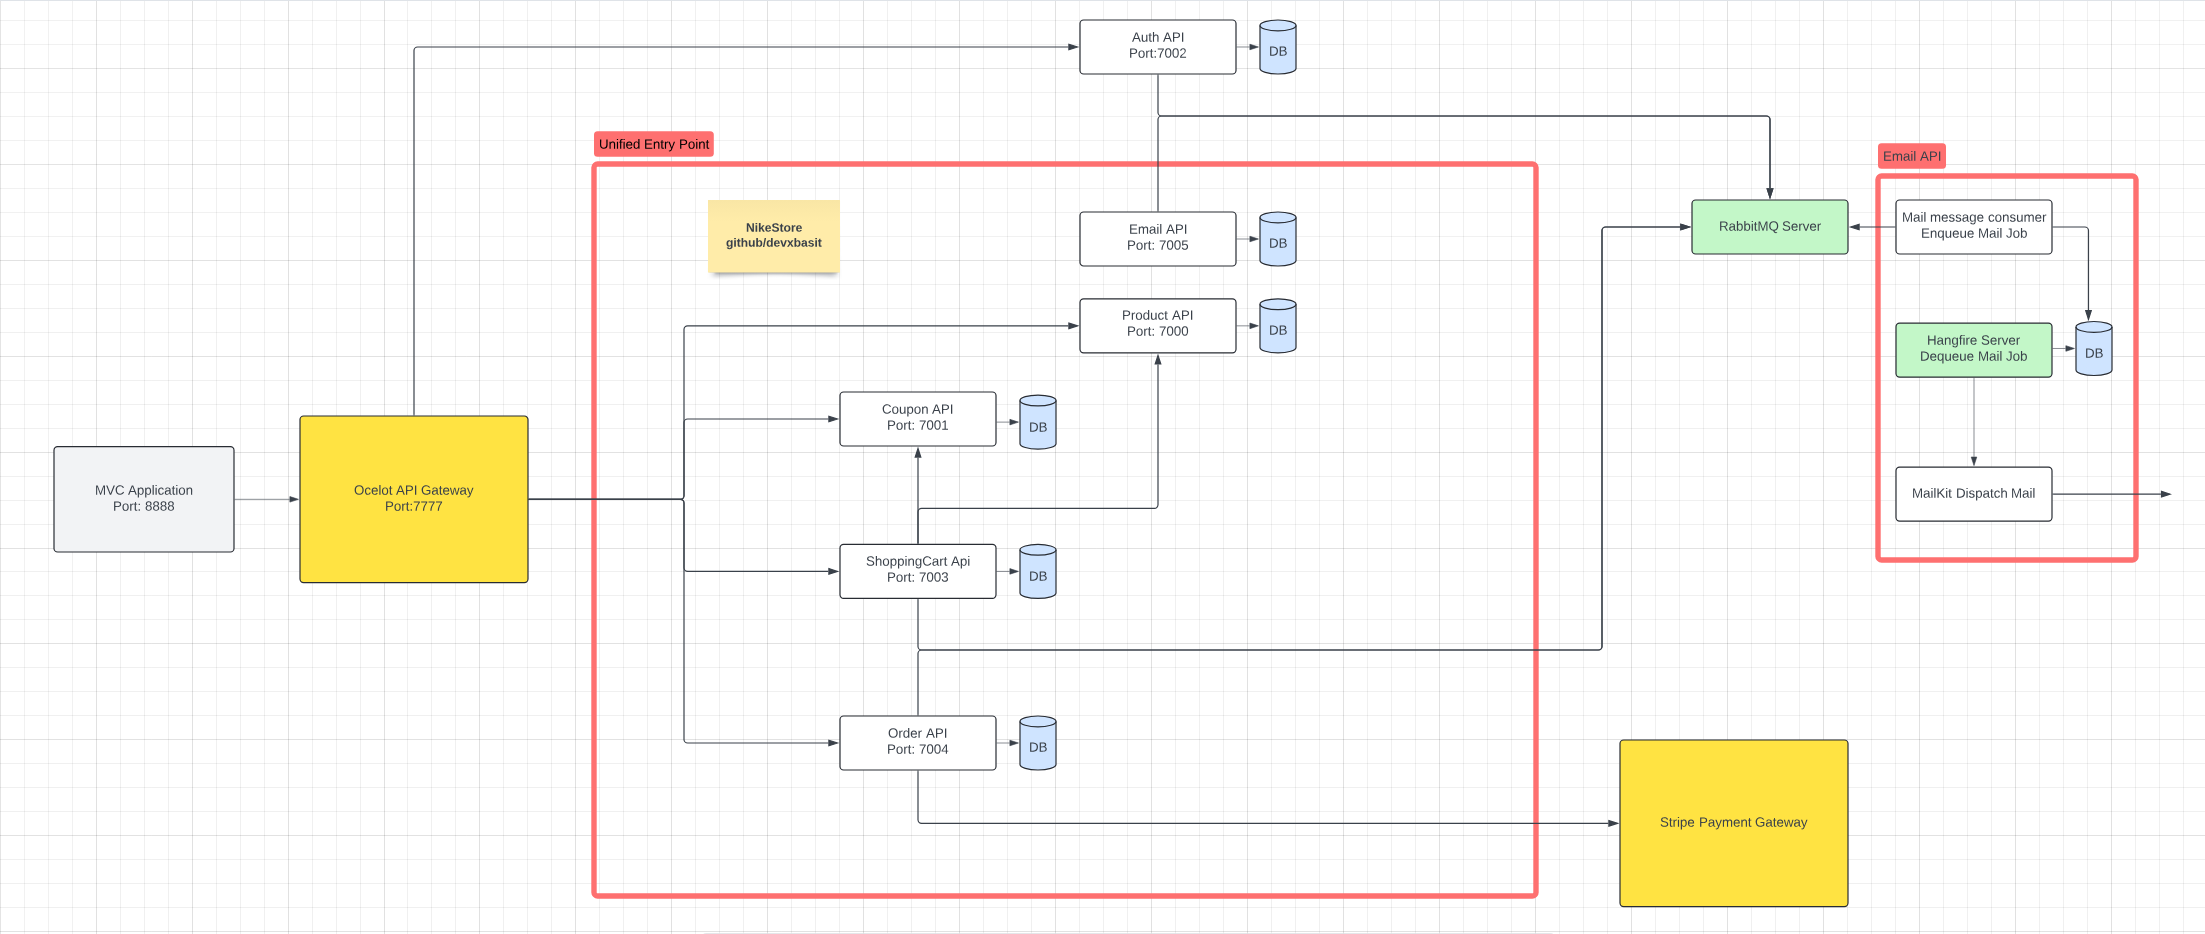 Auth API
Port:7002
DB
Unified Entry Point
Email API
NikeStore
github/devxbasit
Email API
Port: 7005
DB
RabbitMQ Server
Mail message consumer
Enqueue Mail Job
Product API
Port: 7000
DB
Hangfire Server
Dequeue Mail Job
DB
Coupon API
Port: 7001
DB
MVC Application
Port: 8888
Ocelot API Gateway
Port:7777
MailKit Dispatch Mail
ShoppingCart Api
Port: 7003
DB
Order API
Port: 7004
DB
Stripe Payment Gateway